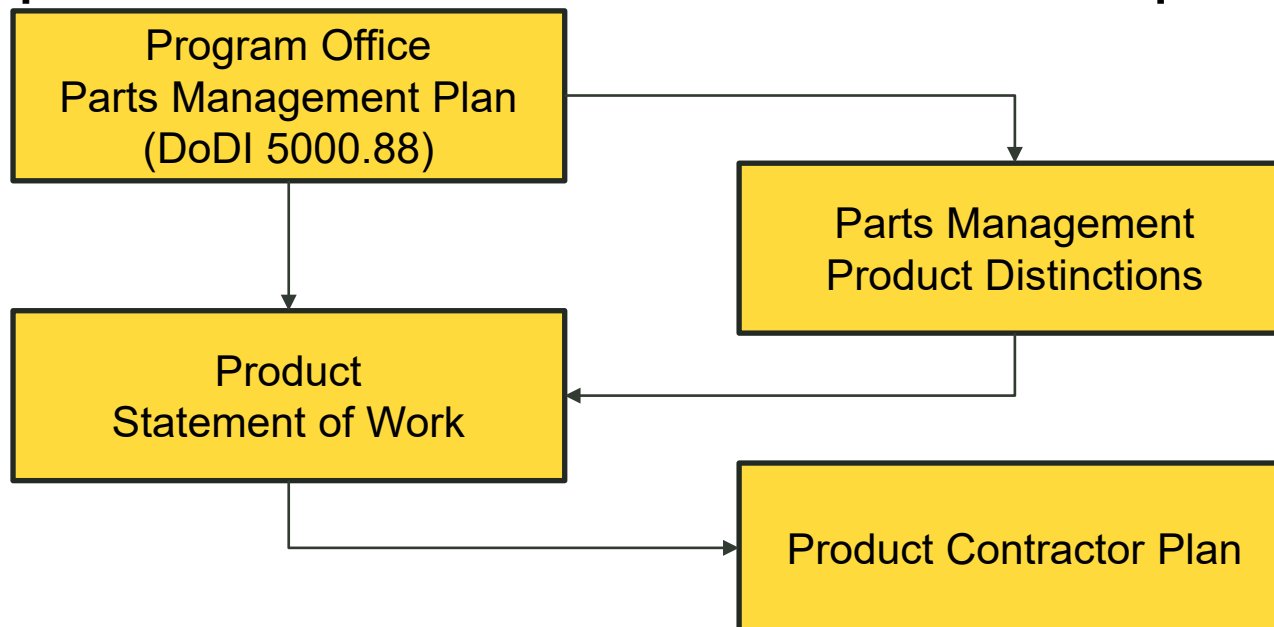 Program Office
Parts Management Plan
(DoDI 5000.88)
Parts Management
Product Distinctions
Product
Statement of Work
Product Contractor Plan